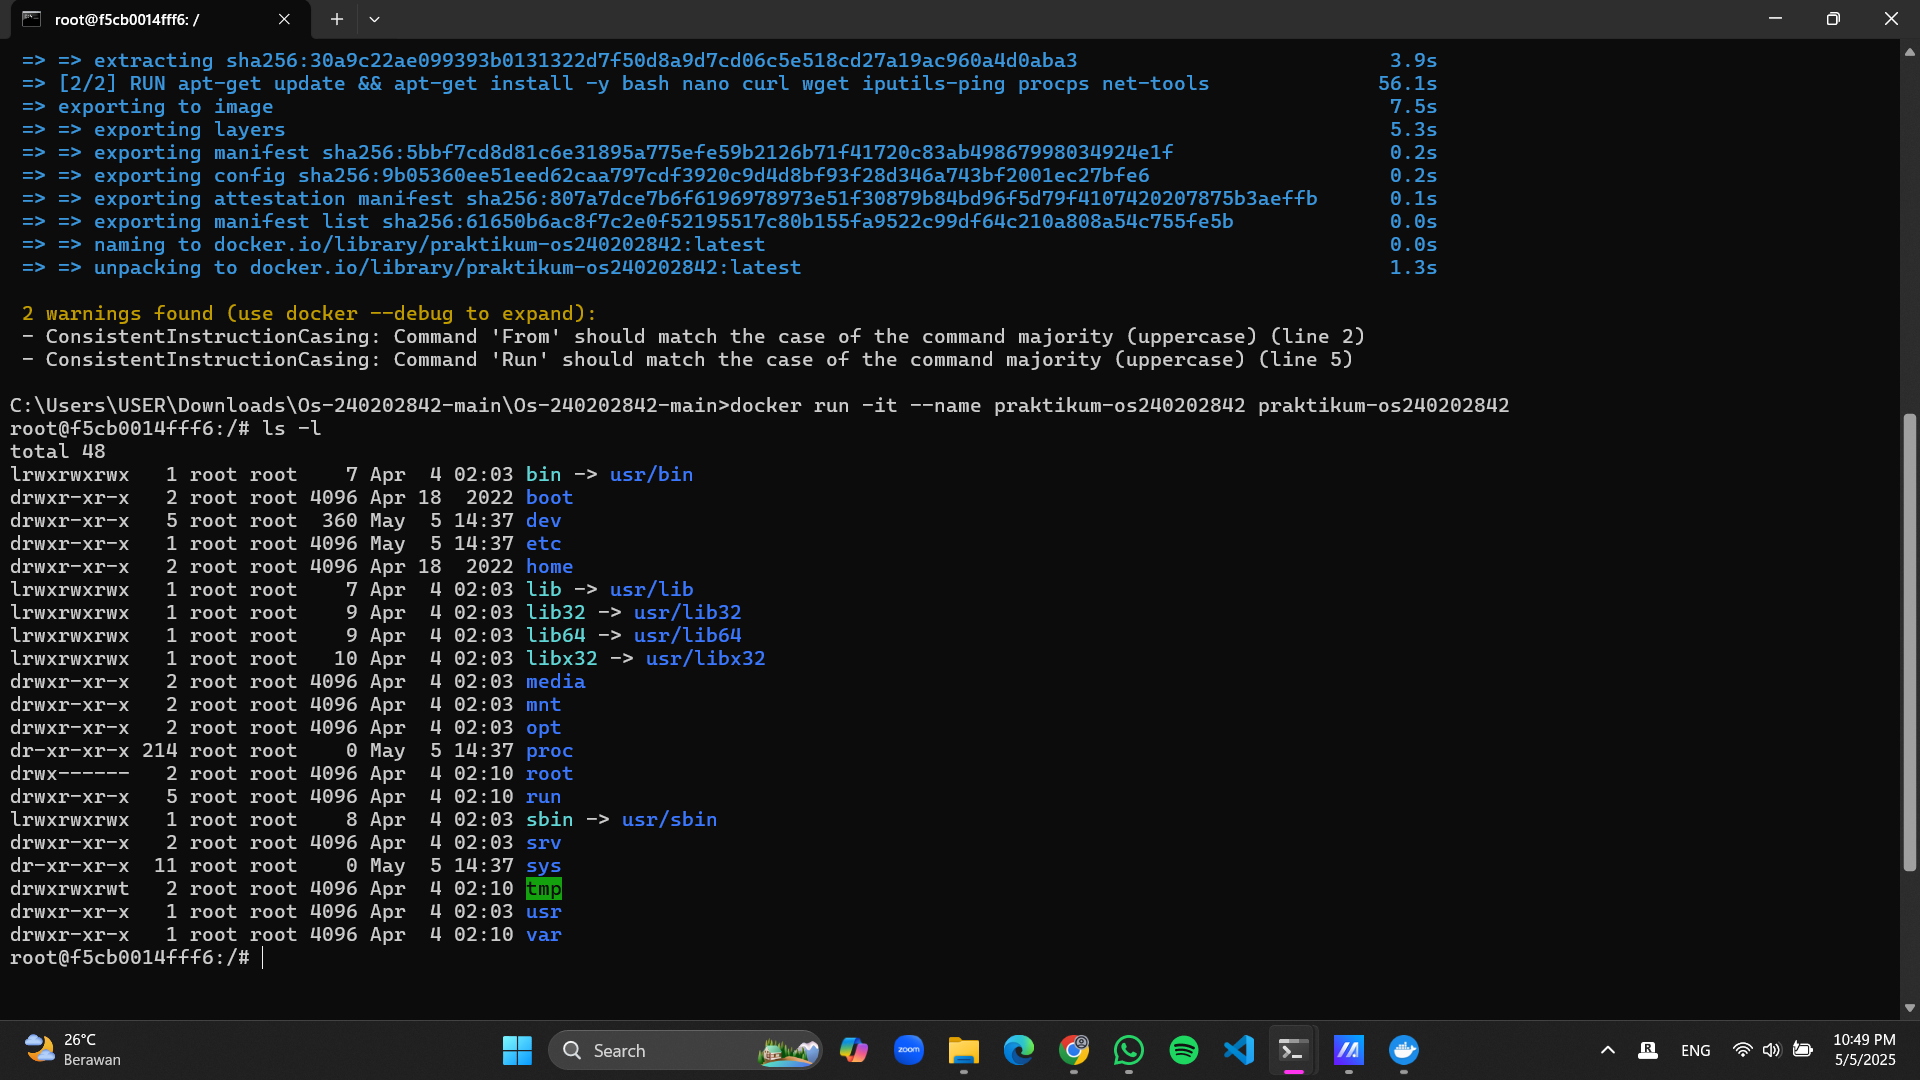 root@f5cb0014fff6: /
=> => extracting sha256:30a9c22ae099393b0131322d7f50d8a9d7cd06c5e518cd27a19ac960a4d0aba3 3.9s
=> [2/2] RUN apt-get update && apt-get install -y bash nano curl wget iputils-ping procps net-tools 56.1s
=> exporting to image 7.5s
=> => exporting layers 5.3s
=> => exporting manifest sha256:5bbf7cd8d81c6e31895a775efe59b2126b71f41720c83ab49867998034924e1f 0.2s
=> => exporting config sha256:9b05360ee51eed62caa797cdf3920c9d4d8bf93f28d346a743bf2001ec27bfe6 0.2s
=> => exporting attestation manifest sha256:807a7dce7b6f6196978973e51f30879b84bd96f5d79f4107420207875b3aeffb 0.1s
=> => exporting manifest list sha256:61650b6ac8f7c2e0f52195517c80b155fa9522c99df64c210a808a54c755fe5b 0.0s
=> => naming to docker.io/library/praktikum-os240202842:latest 0.0s
=> => unpacking to docker.io/library/praktikum-os240202842:latest 1.3s
2 warnings found (use docker --debug to expand):
- ConsistentInstructionCasing: Command 'From' should match the case of the command majority (uppercase) (line 2)
- ConsistentInstructionCasing: Command 'Run' should match the case of the command majority (uppercase) (line 5)
C:\Users\USER\Downloads\Os-240202842-main\Os-240202842-main>docker run -it --name praktikum-os240202842 praktikum-os240202842
root@f5cb0014fff6:/# ls -l
total 48
lrwxrwxrwx 1 root root 7 Apr 4 02:03 bin -> usr/bin
drwxr-xr-x 2 root root 4096 Apr 18 2022 boot
drwxr-xr-x 5 root root 360 May 5 14:37 dev
drwxr-xr-x 1 root root 4096 May 5 14:37 etc
drwxr-xr-x 2 root root 4096 Apr 18 2022 home
lrwxrwxrwx 1 root root 7 Apr 4 02:03 lib -> usr/lib
lrwxrwxrwx 1 root root 9 Apr 4 02:03 lib32 -> usr/lib32
lrwxrwxrwx 1 root root 9 Apr 4 02:03 lib64 -> usr/lib64
lrwxrwxrwx 1 root root 10 Apr 4 02:03 libx32 -> usr/libx32
drwxr-xr-x 2 root root 4096 Apr 4 02:03 media
drwxr-xr-x 2 root root 4096 Apr 4 02:03 mnt
drwxr-xr-x 2 root root 4096 Apr 4 02:03 opt
dr-xr-xr-x 214 root root 0 May 5 14:37 proc
drwx------ 2 root root 4096 Apr 4 02:10 root
drwxr-xr-x 5 root root 4096 Apr 4 02:10 run
lrwxrwxrwx 1 root root 8 Apr 4 02:03 sbin -> usr/sbin
drwxr-xr-x 2 root root 4096 Apr 4 02:03 srv
dr-xr-xr-x 11 root root 0 May 5 14:37 sys
drwxrwxrwt 2 root root 4096 Apr 4 02:10 tmp
drwxr-xr-x 1 root root 4096 Apr 4 02:03 usr
drwxr-xr-x 1 root root 4096 Apr 4 02:10 var
root@f5cb0014fff6:/#
26°C
Berawan
Search
zoom
R
ENG
10:49 PM
5/5/2025